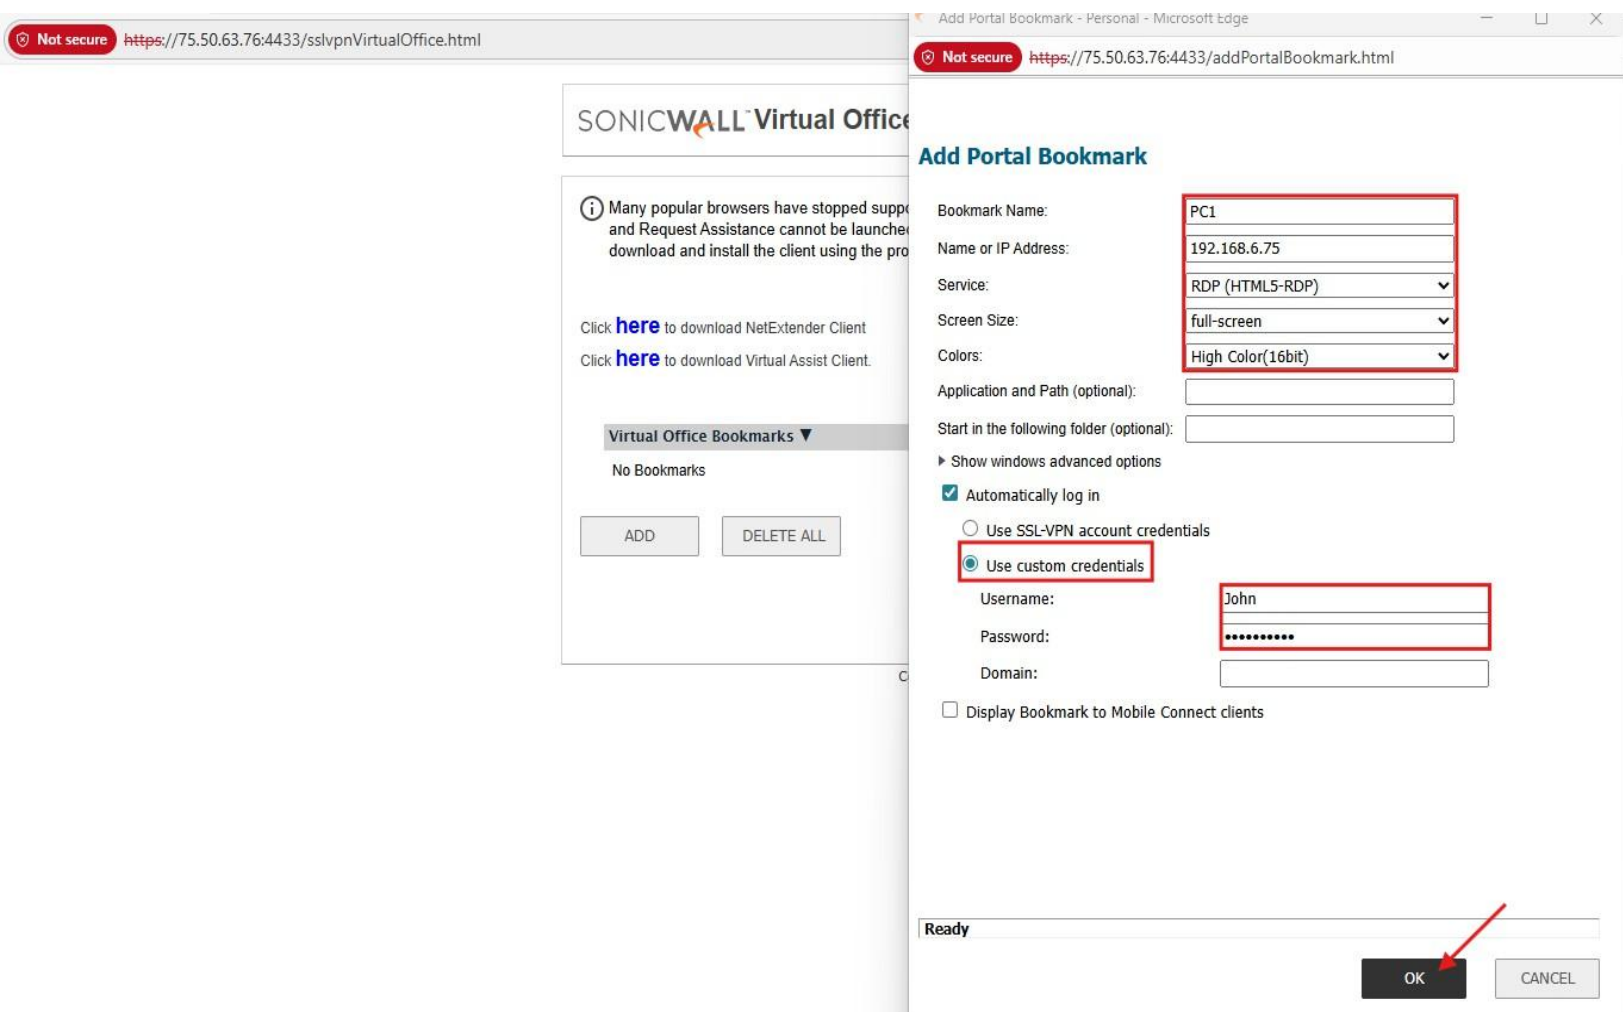 Not secure https://75.50.63.76:4433/sslvpnVirtualOffice.html
SONICWALL Virtual Office
Many popular browsers have stopped
and Request Assistance cannot be
download and install the client using the
Click here to download NetExtender Client
Click here to download Virtual Assist Client.
Virtual Office Bookmarks ▼
No Bookmarks
ADD DELETE ALL
Add Portal Bookmark - Personal - Microsoft Edge
Not secure https://75.50.63.76:4433/addPortalBookmark.html
Add Portal Bookmark
Bookmark Name: PC1
Name or IP Address: 192.168.6.75
Service: RDP (HTML5-RDP)
Screen Size: full-screen
Colors: High Color(16bit)
Application and Path (optional):
Start in the following folder (optional):
Show windows advanced options
Automatically log in
Use SSL-VPN account credentials
Use custom credentials
Username: John
Password: ••••••••••
Domain:
Display Bookmark to Mobile Connect clients
Ready
OK CANCEL